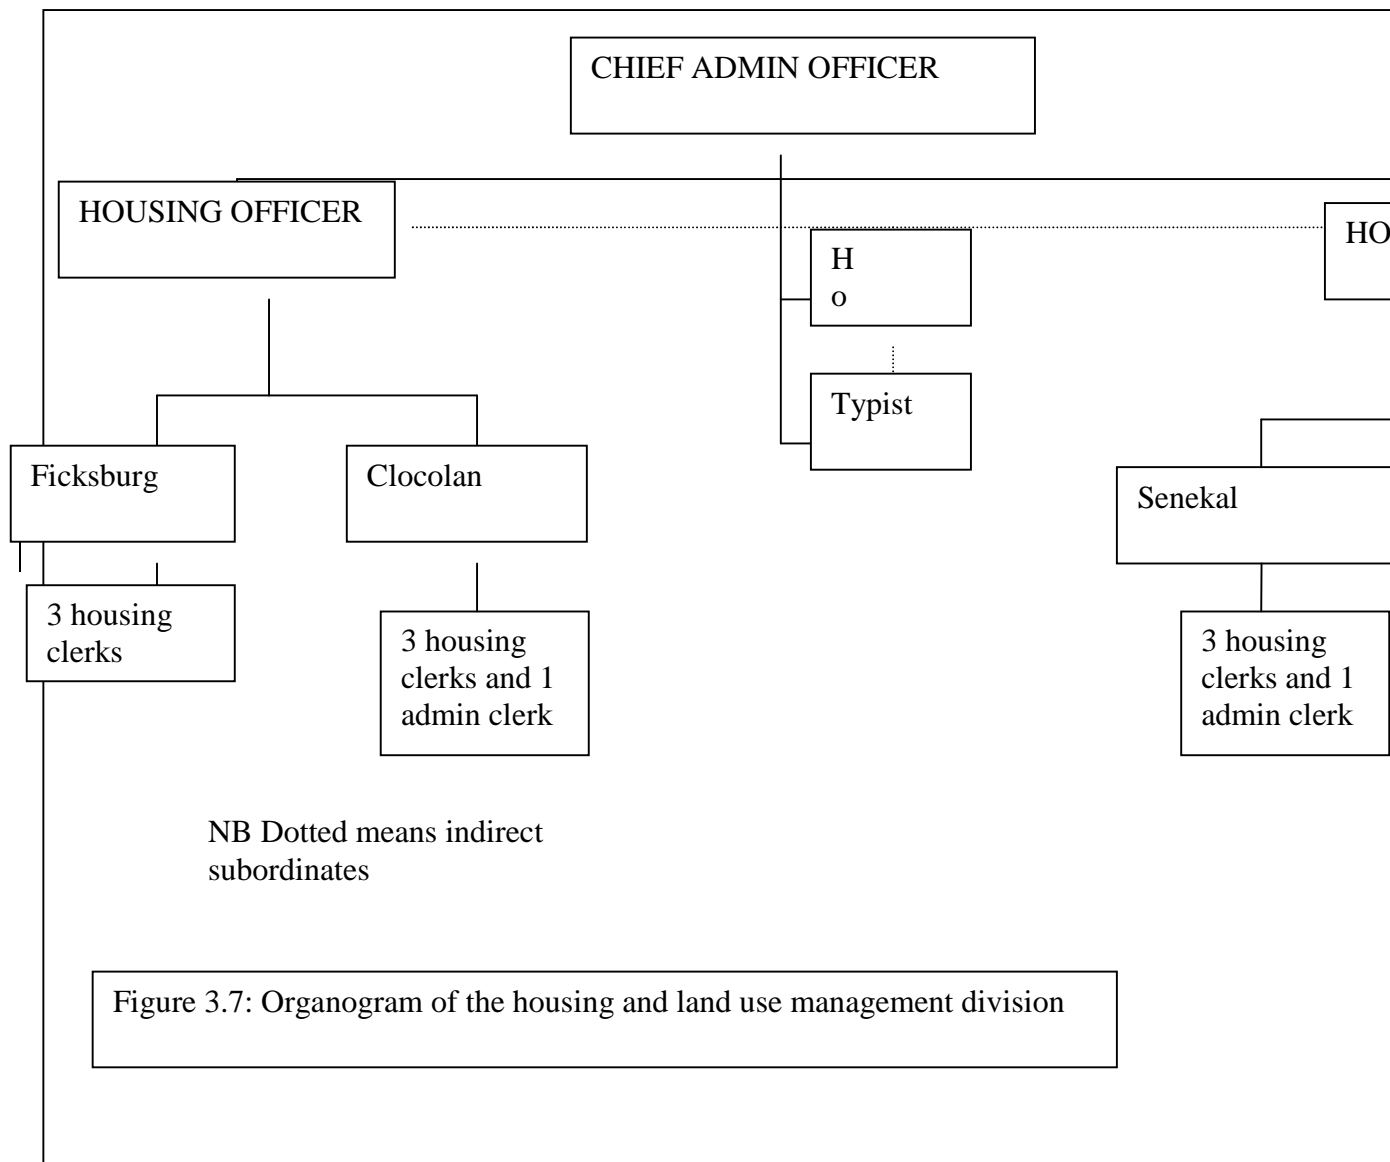 CHIEF ADMIN OFFICER
HOUSING OFFICER
HO
H
o
Typist
Ficksburg
Clocolan
Senekal
3 housing
clerks
3 housing
clerks and 1
admin clerk
3 housing
clerks and 1
admin clerk
NB Dotted means indirect
subordinates
Figure 3.7: Organogram of the housing and land use management division